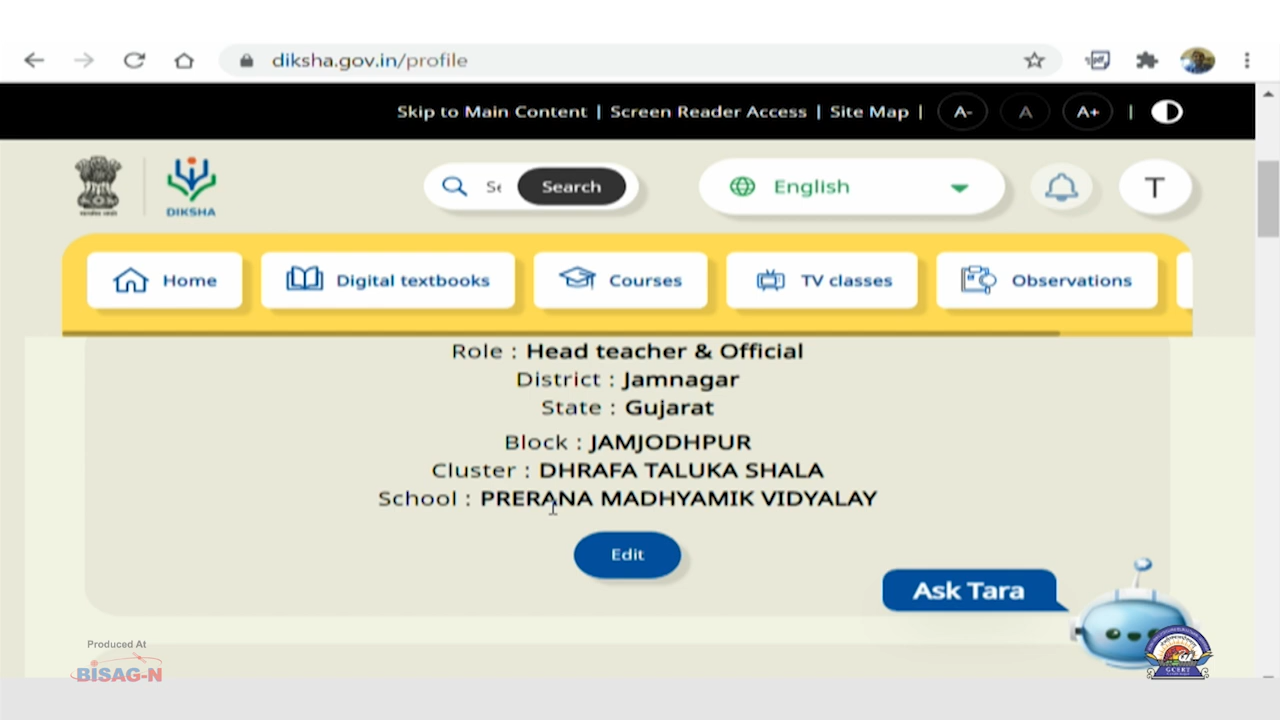 diksha.gov.in/profile
Skip to Main Content | Screen Reader Access | Site Map | A- A A+ |
DIKSHA
Search
English
T
Home
Digital textbooks
Courses
TV classes
Observations
Role : Head teacher & Official
District : Jamnagar
State : Gujarat
Block : JAMJODHPUR
Cluster : DHRAFA TALUKA SHALA
School : PRERANA MADHYAMIK VIDYALAY
Edit
Ask Tara
Produced At
BISAG-N
GCERT